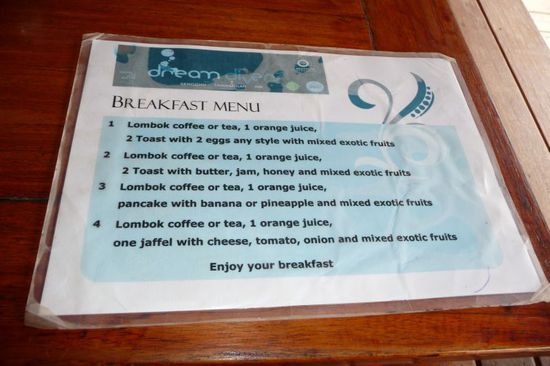 dream divers
BREAKFAST MENU
1 Lombok coffee or tea, 1 orange juice,
2 Toast with 2 eggs any style with mixed exotic fruits
2 Lombok coffee or tea, 1 orange juice,
2 Toast with butter, jam, honey and mixed exotic fruits
3 Lombok coffee or tea, 1 orange juice,
pancake with banana or pineapple and mixed exotic fruits
4 Lombok coffee or tea, 1 orange juice,
one jaffel with cheese, tomato, onion and mixed exotic fruits
Enjoy your breakfast